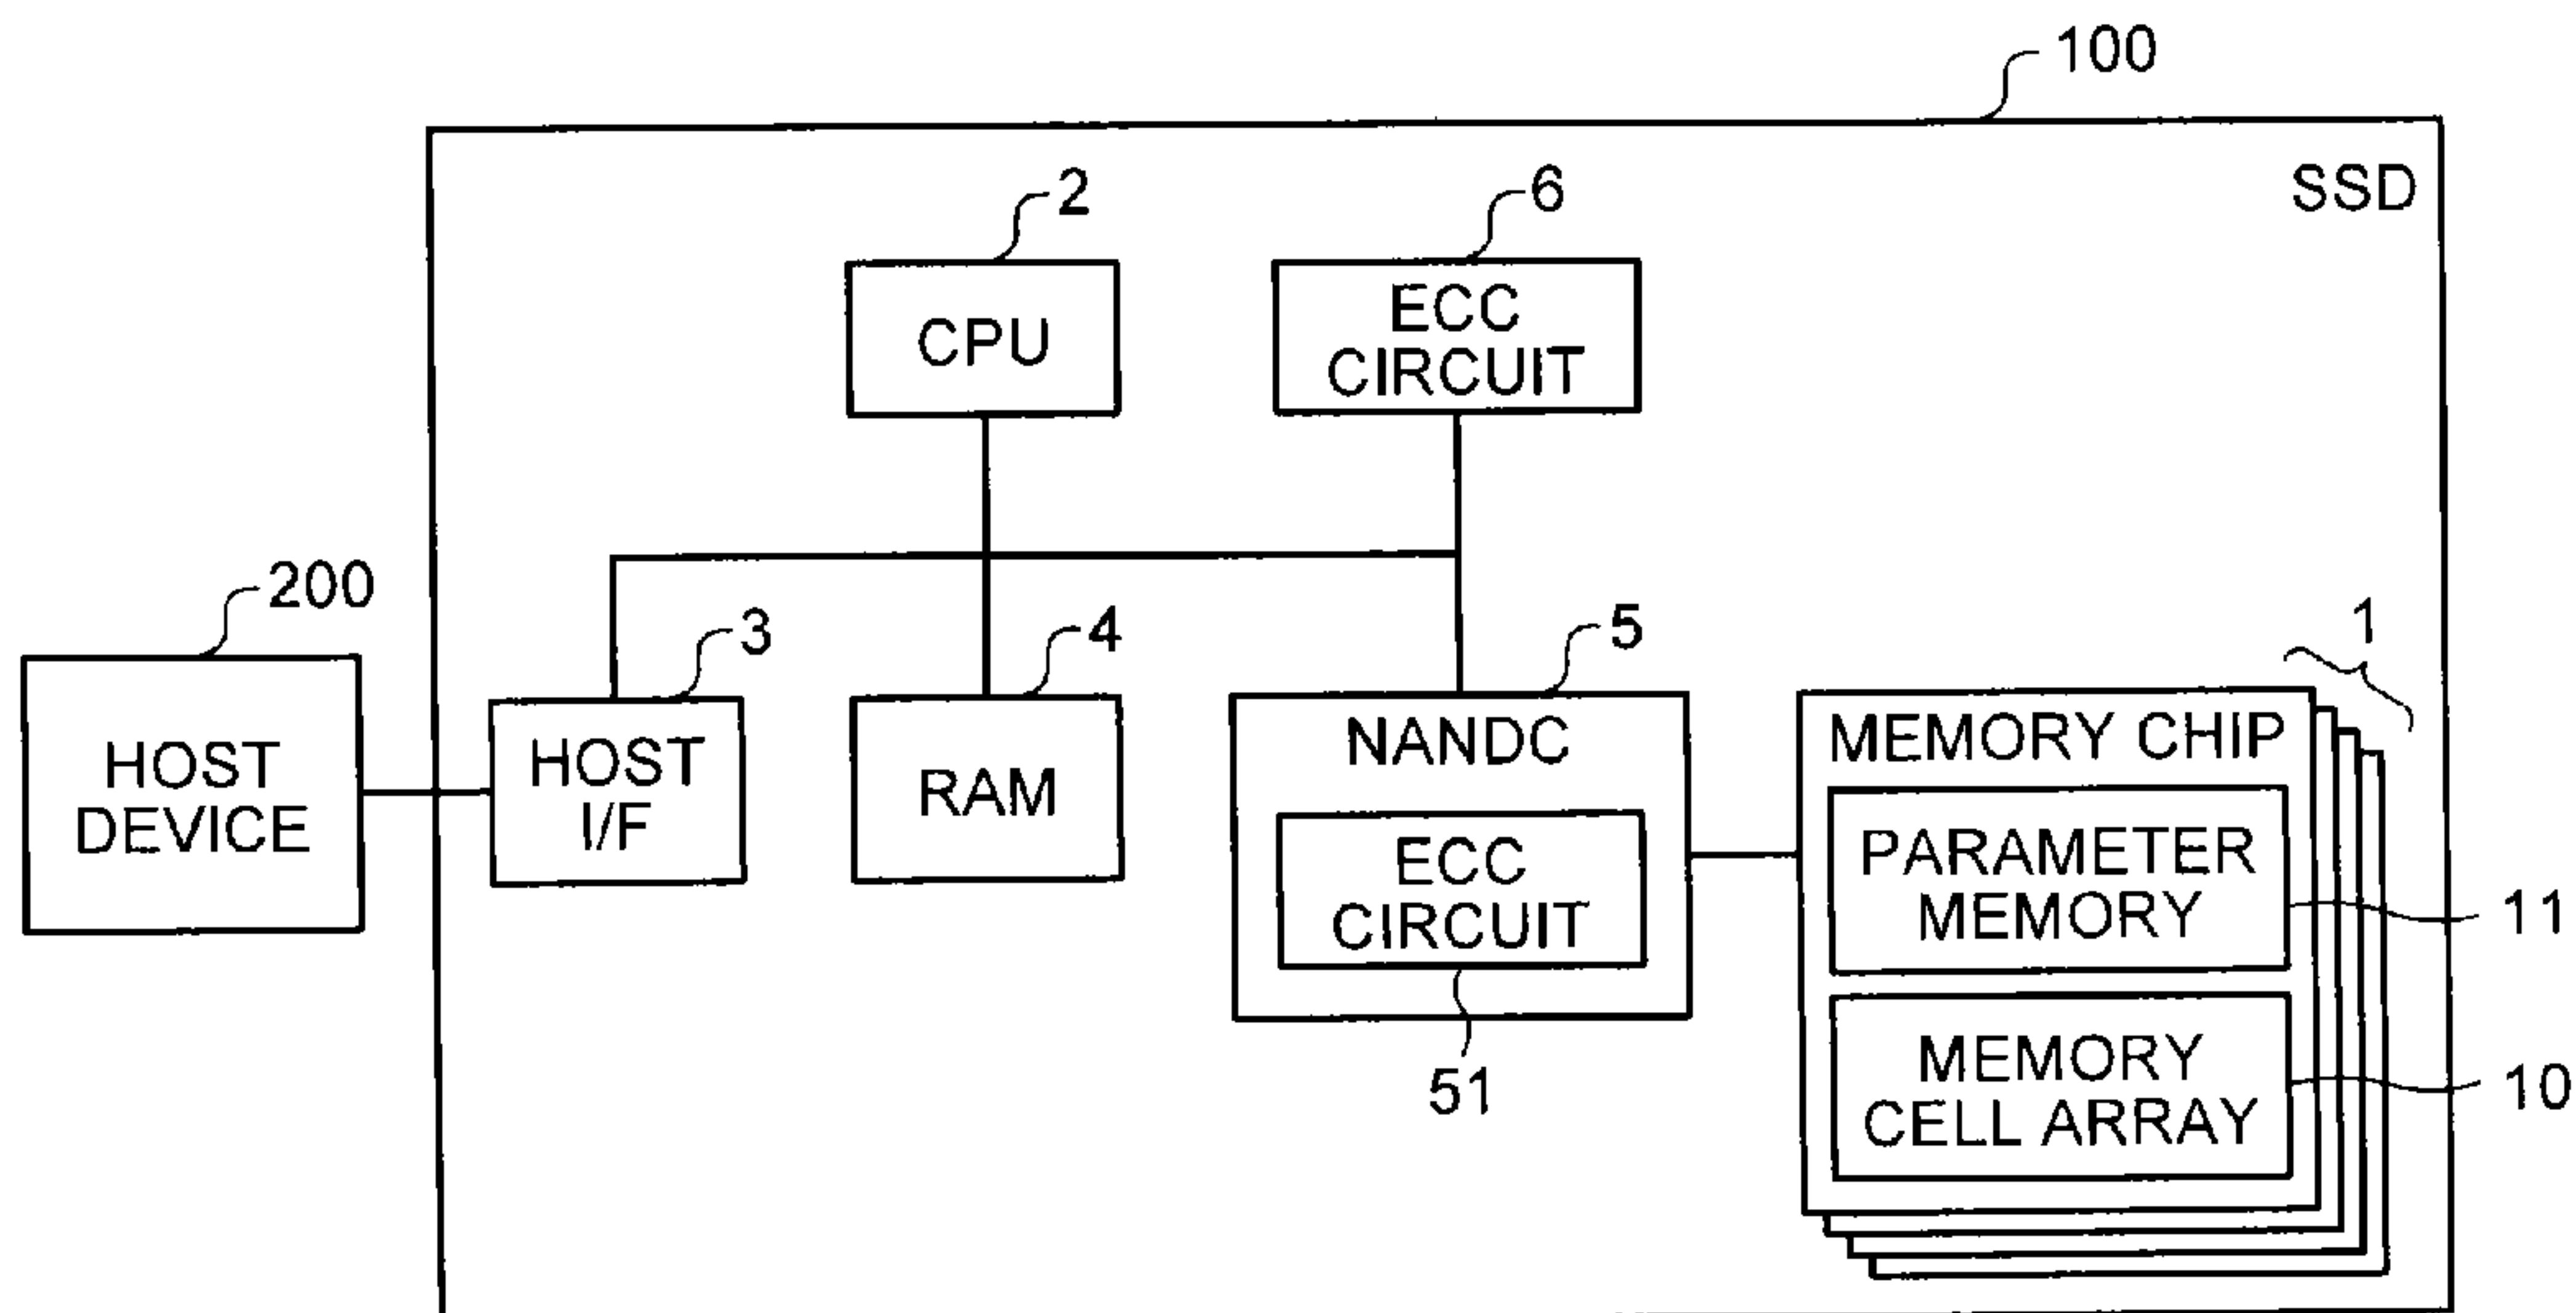 100
SSD
2
CPU
6
ECC
CIRCUIT
200
HOST
DEVICE
3
HOST
I/F
4
RAM
5
NANDC
ECC
CIRCUIT
51
1
MEMORY CHIP
PARAMETER
MEMORY
11
MEMORY
CELL ARRAY
10